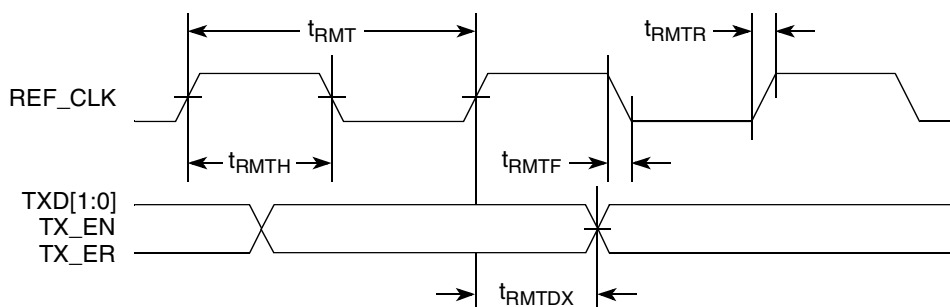 tRMT
tRMTR
REF_CLK
tRMTH
tRMTF
TXD[1:0]
TX_EN
TX_ER
tRMTDX